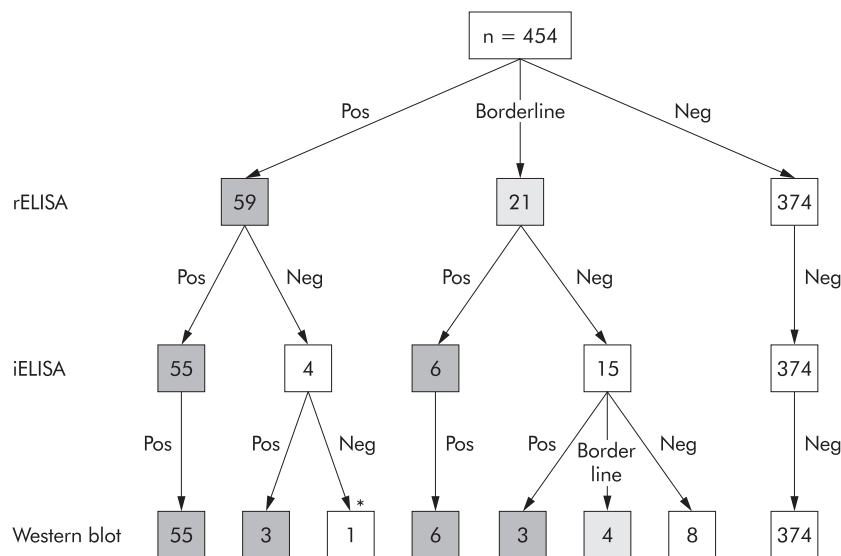 n = 454
Pos Borderline Neg
rELISA 59 21 374
Pos Neg Pos Neg Neg
iELISA 55 4 6 15 374
Pos Pos Neg Pos Pos Border Neg Neg
line
*
Western blot 55 3 1 6 3 4 8 374